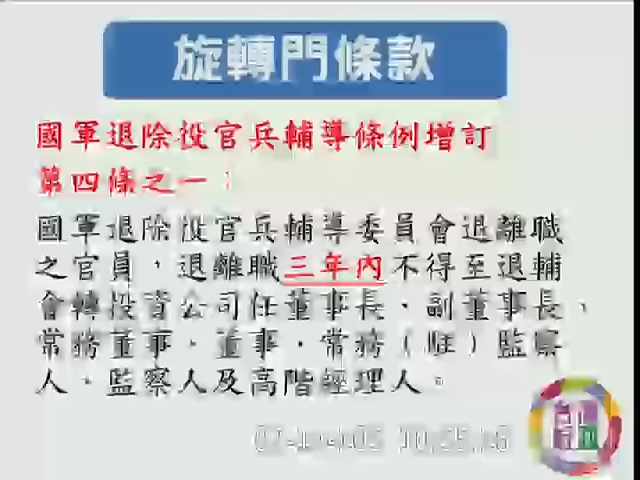 旋轉門條款
國軍退除役官兵輔導條例增訂
第四條之一：
國軍退除役官兵輔導委員會退離職
之官員，退離職三年內不得至退輔
會轉投資公司任董事長、副董事長、
常務董事、董事、常務（駐）監察
人、監察人及高階經理人。